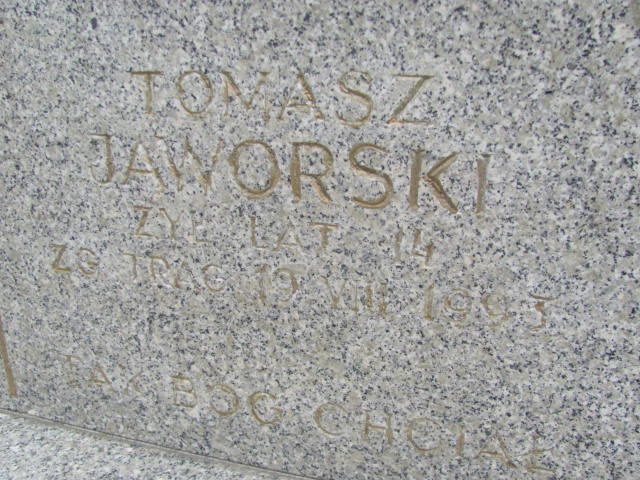 TOMASZ
JAWORSKI
ŻYŁ LAT 14
ZG TRAG 19 VIII 1993
TAK BÓG CHCIAŁ